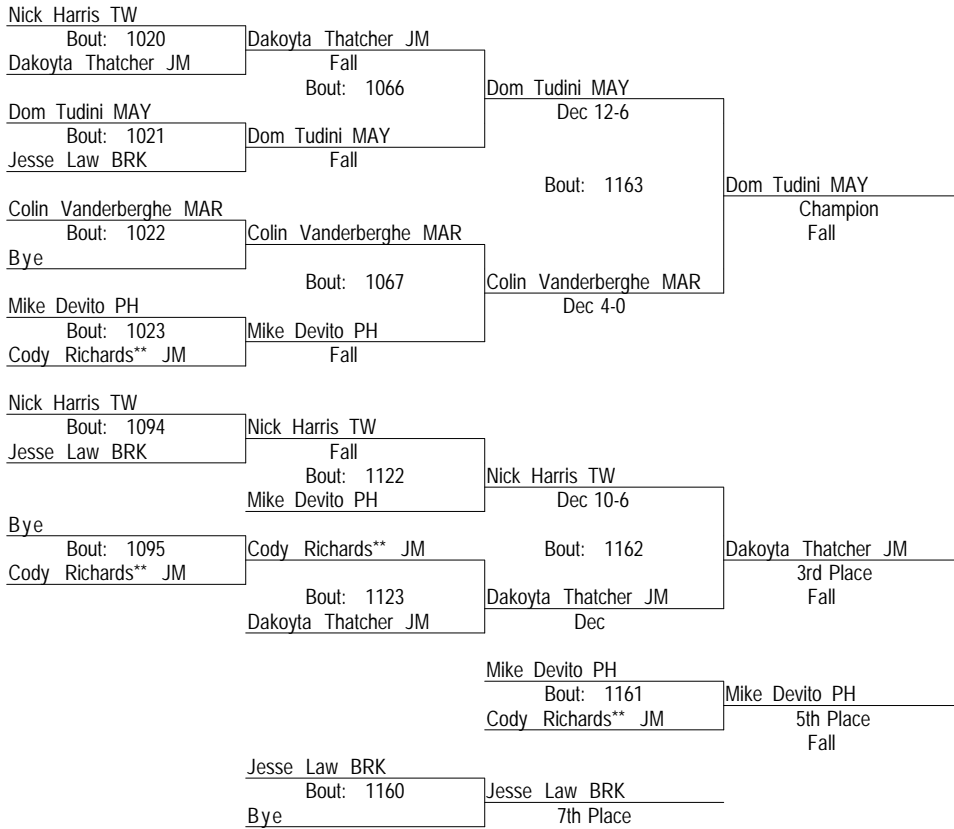 Nick Harris TW
Bout: 1020
Dakoyta Thatcher JM
Dakoyta Thatcher JM
Fall
Bout: 1066
Dom Tudini MAY
Dec 12-6
Dom Tudini MAY
Bout: 1021
Jesse Law BRK
Dom Tudini MAY
Fall
Bout: 1163
Dom Tudini MAY
Champion
Fall
Colin Vanderberghe MAR
Bout: 1022
Bye
Colin Vanderberghe MAR
Bout: 1067
Colin Vanderberghe MAR
Dec 4-0
Mike Devito PH
Bout: 1023
Cody Richards** JM
Mike Devito PH
Fall
Nick Harris TW
Bout: 1094
Jesse Law BRK
Nick Harris TW
Fall
Bout: 1122
Mike Devito PH
Nick Harris TW
Dec 10-6
Bye
Bout: 1095
Cody Richards** JM
Cody Richards** JM
Bout: 1123
Dakoyta Thatcher JM
Bout: 1162
Dakoyta Thatcher JM
Dec
Dakoyta Thatcher JM
3rd Place
Fall
Mike Devito PH
Bout: 1161
Cody Richards** JM
Mike Devito PH
5th Place
Fall
Jesse Law BRK
Bout: 1160
Bye
Jesse Law BRK
7th Place